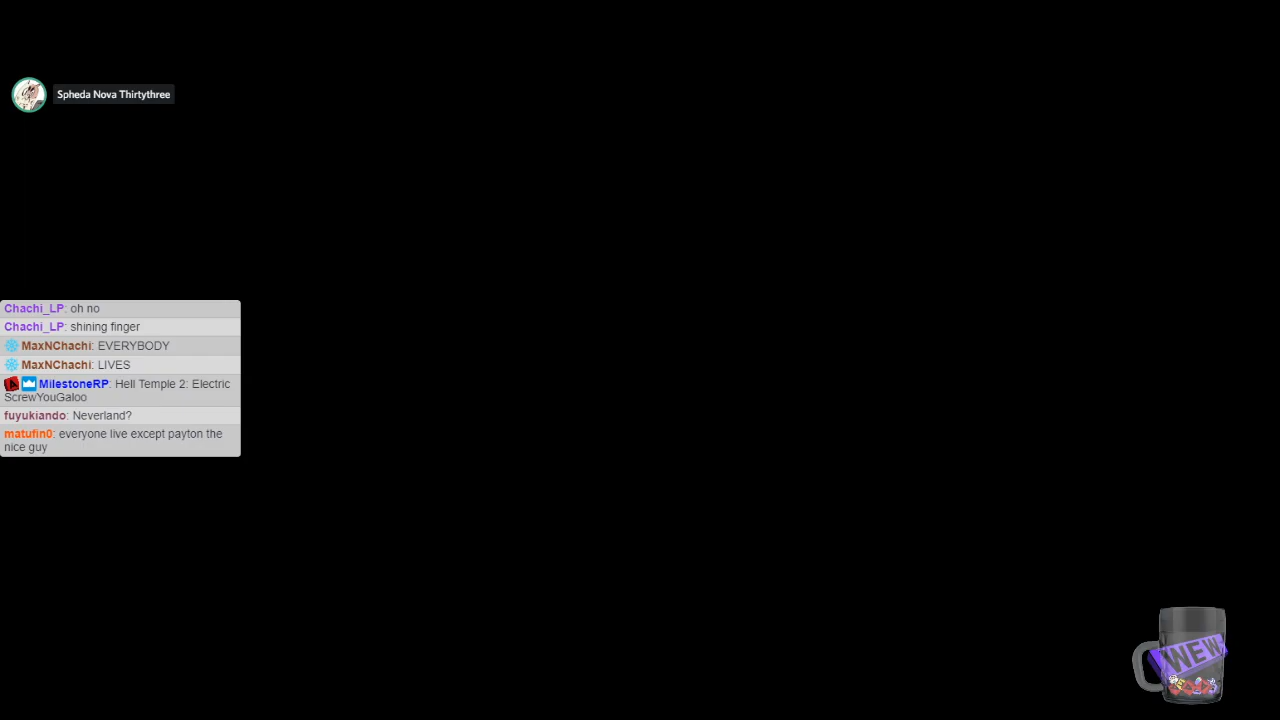 Spheda Nova Thirtythree
Chachi_LP: oh no
Chachi_LP: shining finger
MaxNChachi: EVERYBODY
MaxNChachi: LIVES
MilestoneRP: Hell Temple 2: Electric
ScrewYouGaloo
fuyukiando: Neverland?
matufin0: everyone live except payton the
nice guy
WEW